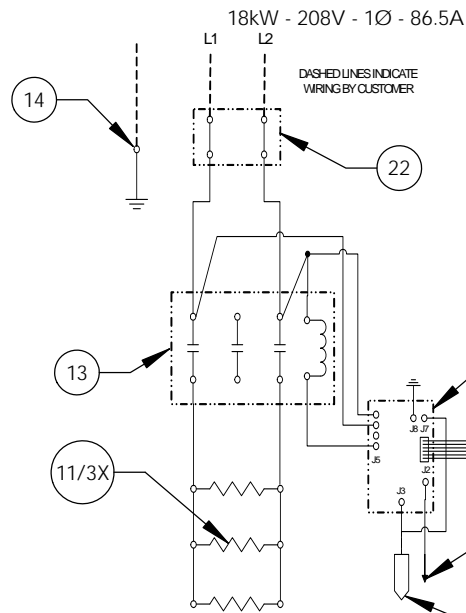 18kW - 208V - 1Ø - 86.5A
L1 L2
DASHED LINES INDICATE
WIRING BY CUSTOMER
14
22
13
J8 J7
J5
J2
11/3X
J3